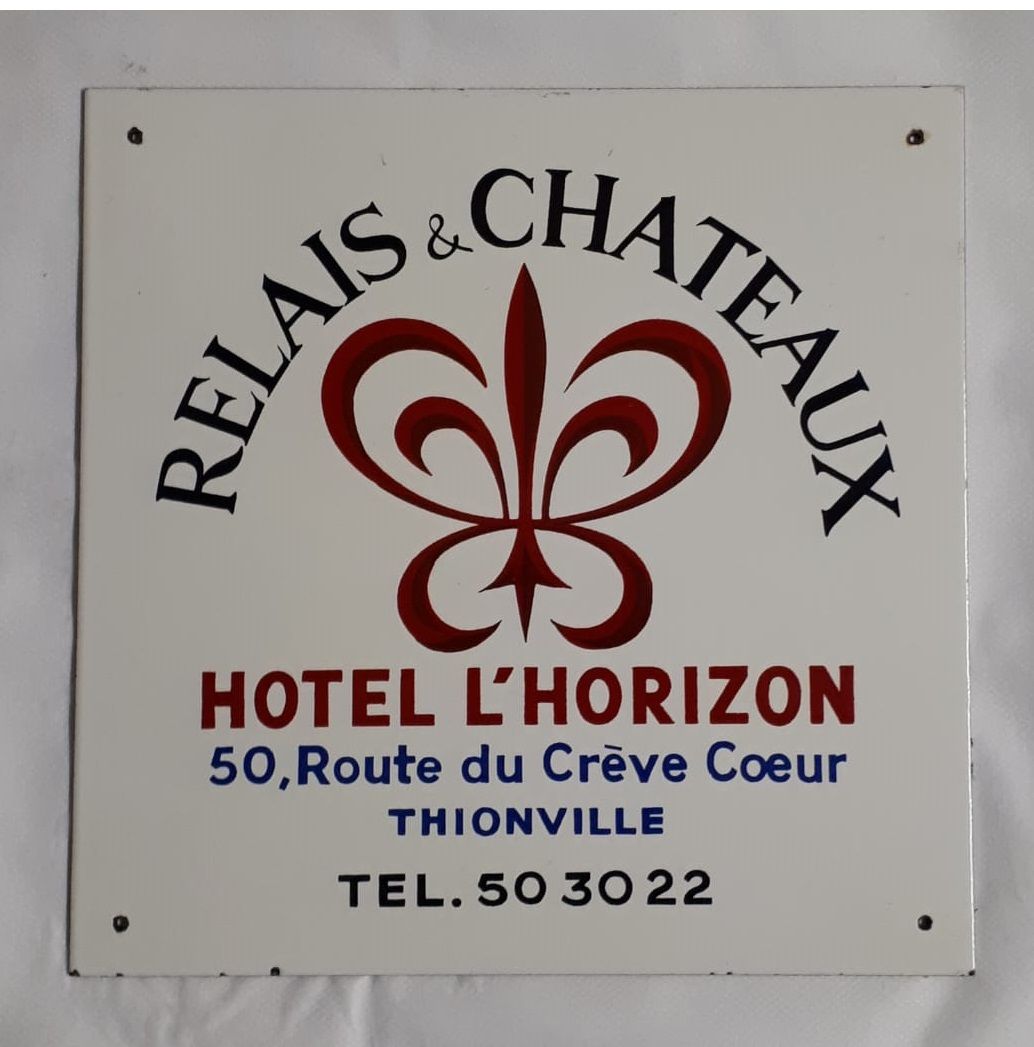 RELAIS & CHATEAUX
HOTEL L'HORIZON
50, Route du Crève Cœur
THIONVILLE
TEL. 50 30 22